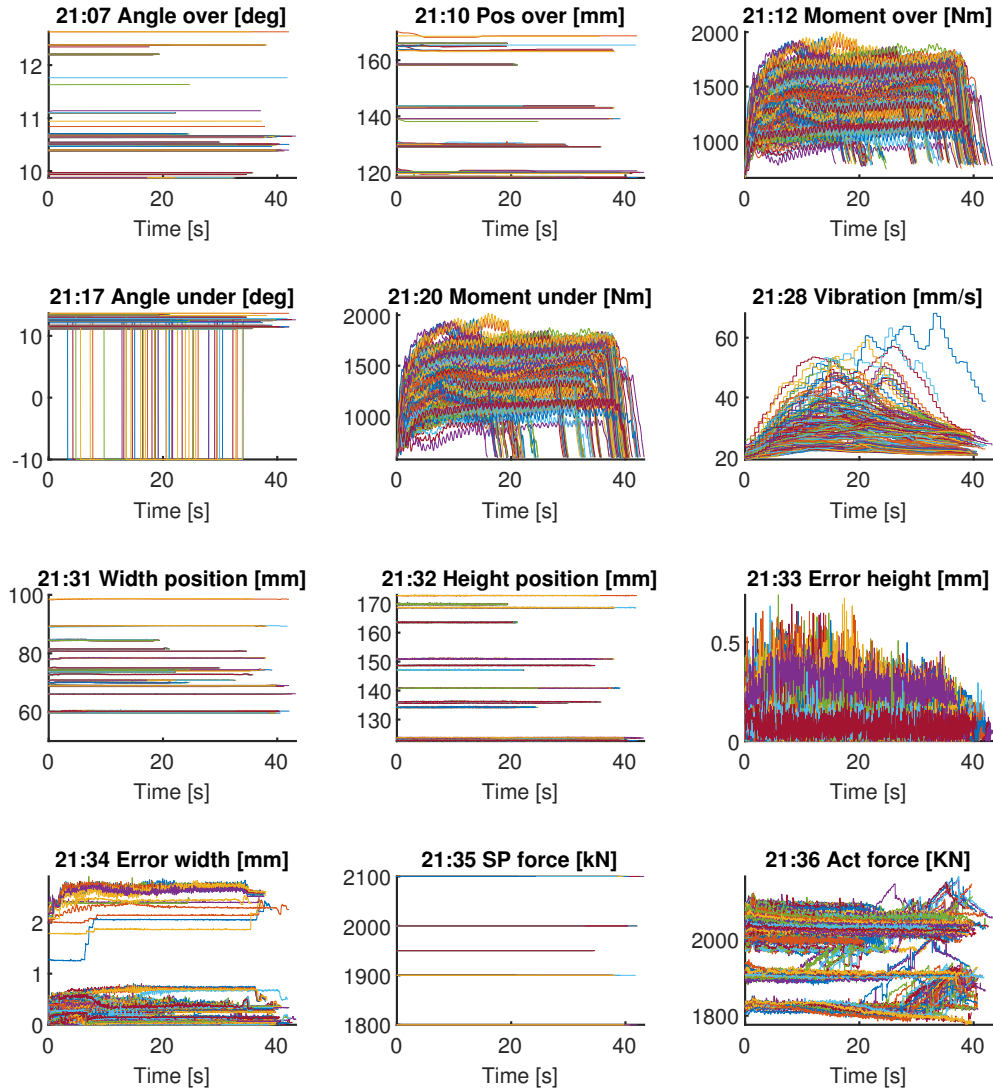 21:07 Angle over [deg]
12
11
10
0 20 40
Time [s]
21:10 Pos over [mm]
160
140
120
0 20 40
Time [s]
21:12 Moment over [Nm]
2000
1500
1000
0 20 40
Time [s]
21:17 Angle under [deg]
10
0
-10
0 20 40
Time [s]
21:20 Moment under [Nm]
2000
1500
1000
0 20 40
Time [s]
21:28 Vibration [mm/s]
60
40
20
0 20 40
Time [s]
21:31 Width position [mm]
100
80
60
0 20 40
Time [s]
21:32 Height position [mm]
170
160
150
140
130
0 20 40
Time [s]
21:33 Error height [mm]
0.5
0
0 20 40
Time [s]
21:34 Error width [mm]
2
1
0
0 20 40
Time [s]
21:35 SP force [kN]
2100
2000
1900
1800
0 20 40
Time [s]
21:36 Act force [KN]
2000
1800
0 20 40
Time [s]